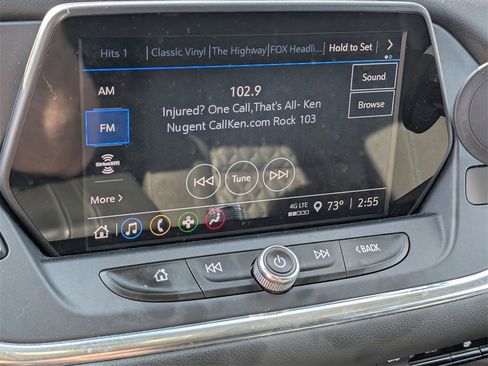 Hits 1 Classic Vinyl The Highway FOX Headli... Hold to Set
AM
102.9
Sound
Injured? One Call,That's All- Ken
Browse
FM
Nugent CallKen.com Rock 103
SiriusXM
Tune
More
4G LTE 73° 2:55
BACK